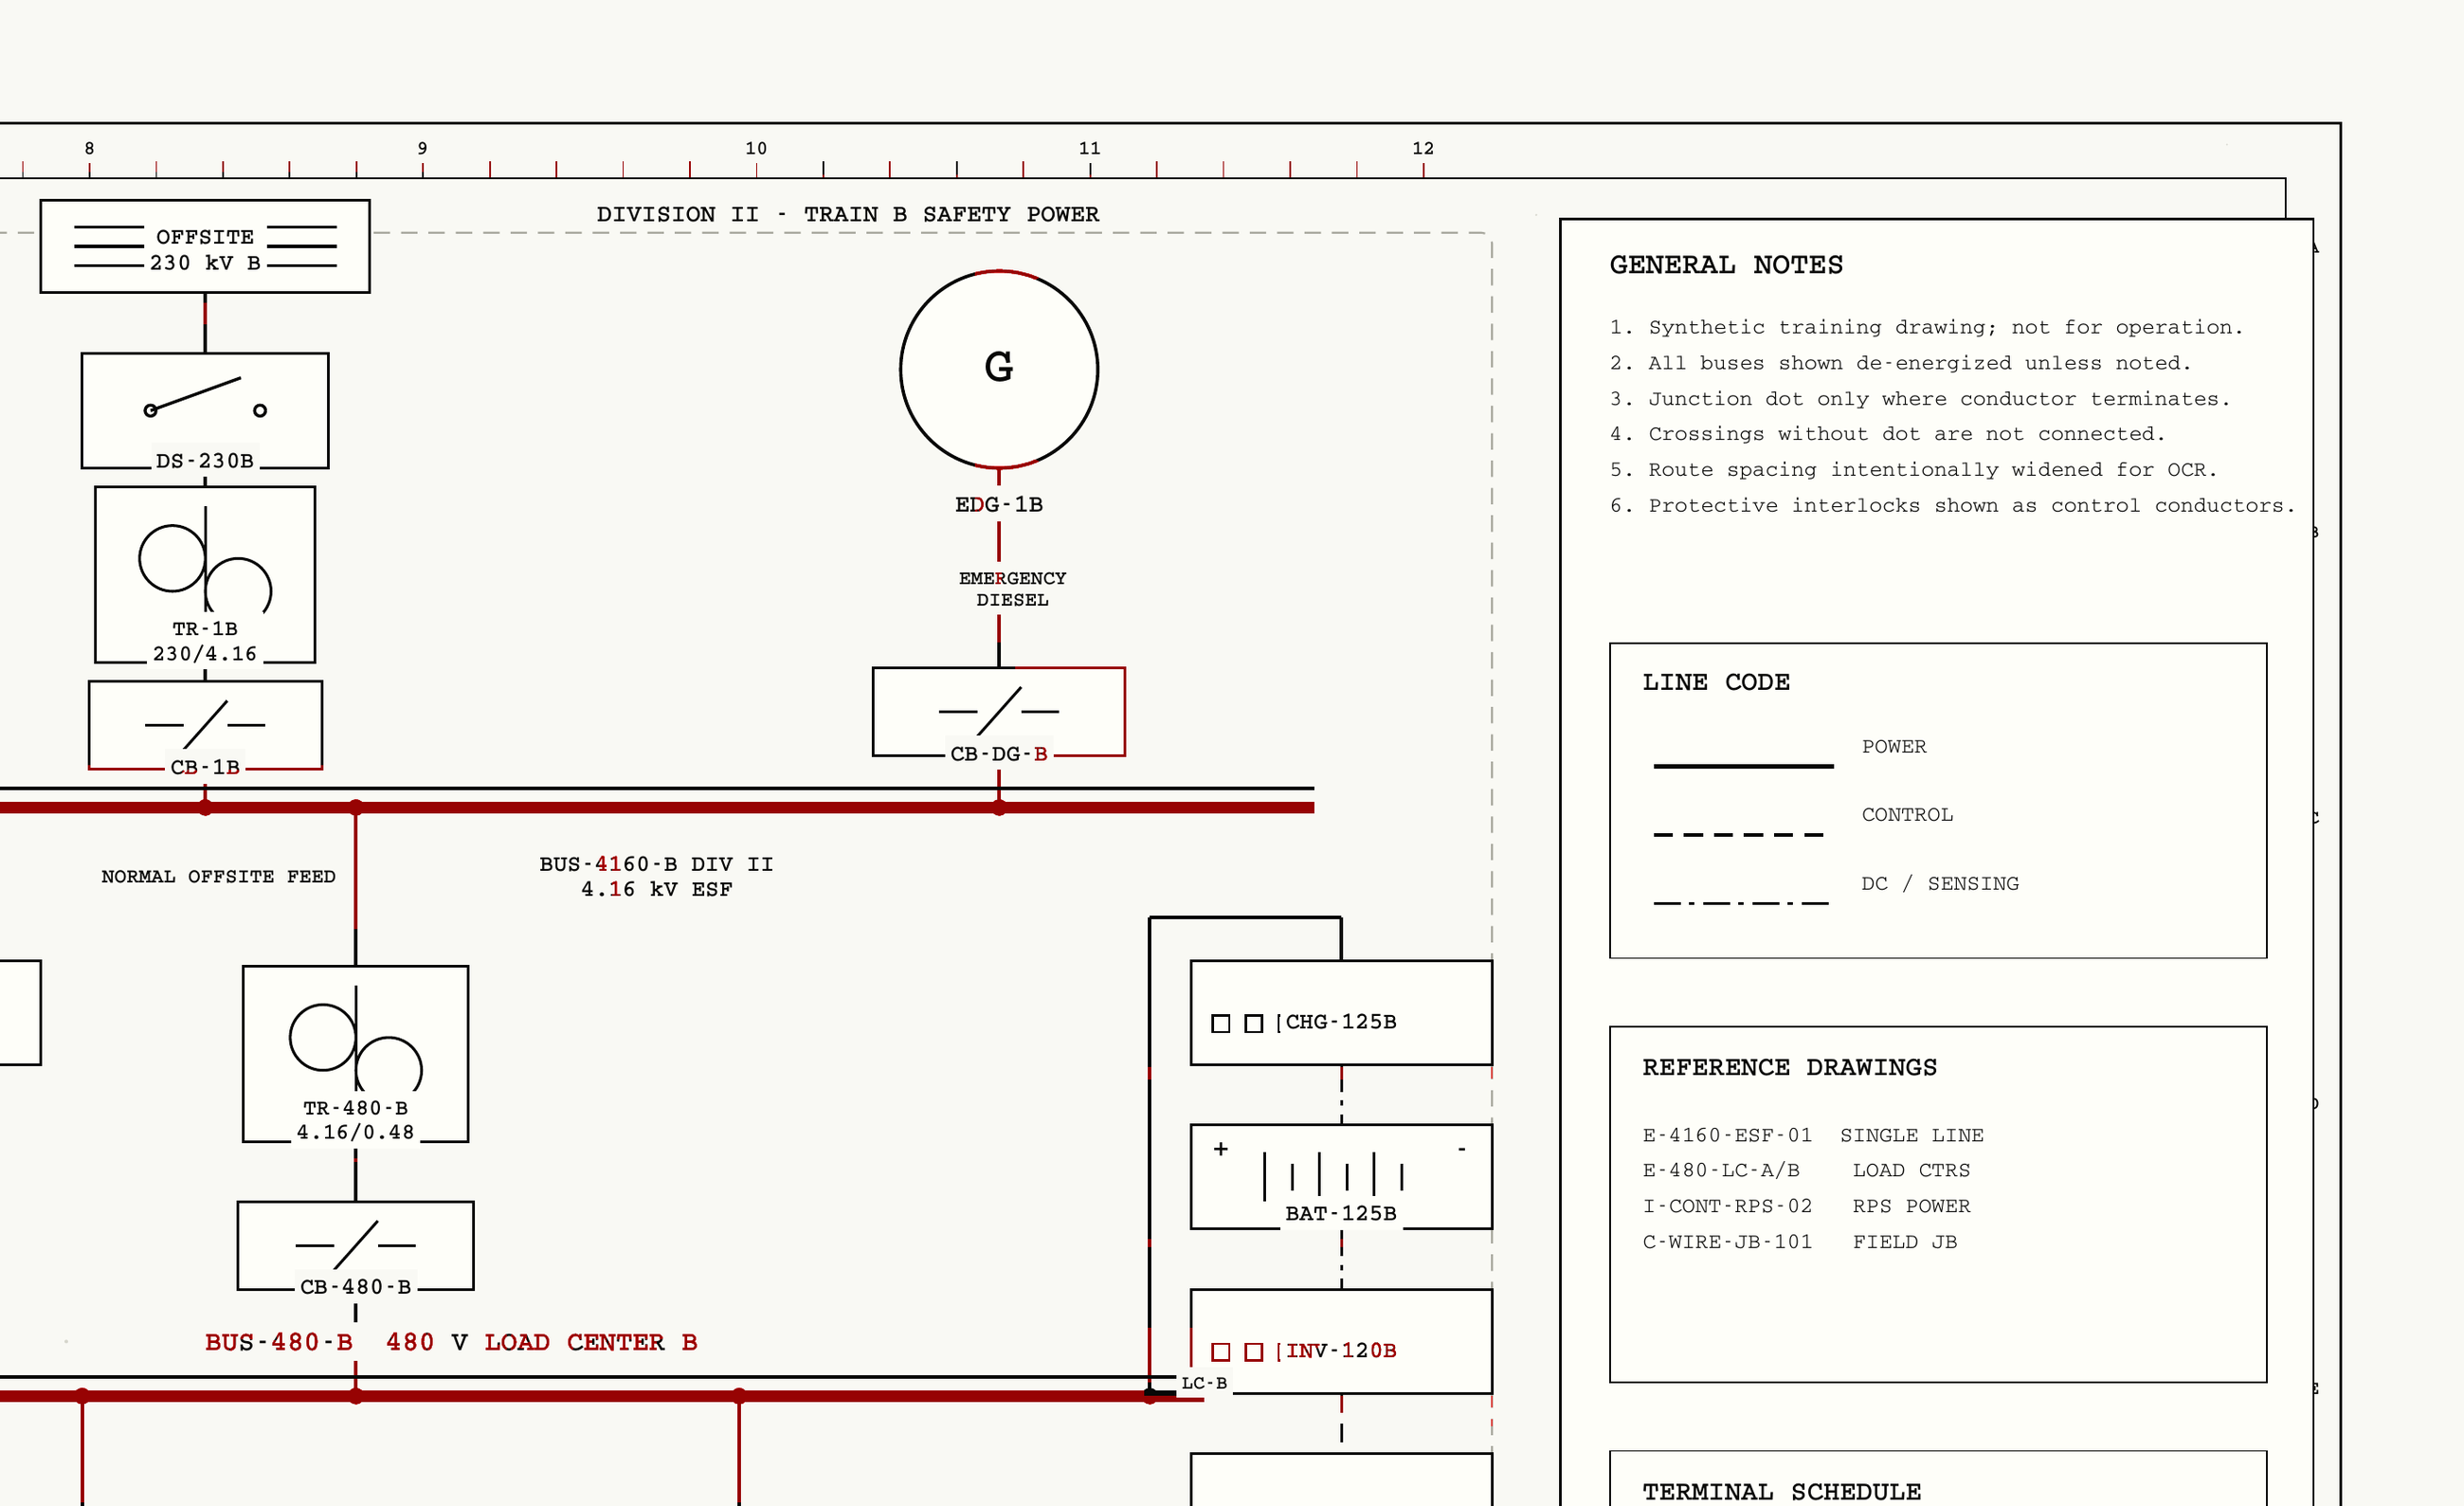 8 9 10 11 12
DIVISION II - TRAIN B SAFETY POWER
OFFSITE
230 kV B
DS-230B
TR-1B
230/4.16
CB-1B
G
EDG-1B
EMERGENCY
DIESEL
CB-DG-B
NORMAL OFFSITE FEED
BUS-4160-B DIV II
4.16 kV ESF
TR-480-B
4.16/0.48
CB-480-B
BUS-480-B 480 V LOAD CENTER B
CHG-125B
+ -
BAT-125B
INV-120B
LC-B
GENERAL NOTES
1. Synthetic training drawing; not for operation.
2. All buses shown de-energized unless noted.
3. Junction dot only where conductor terminates.
4. Crossings without dot are not connected.
5. Route spacing intentionally widened for OCR.
6. Protective interlocks shown as control conductors.
LINE CODE
POWER
CONTROL
DC / SENSING
REFERENCE DRAWINGS
E-4160-ESF-01 SINGLE LINE
E-480-LC-A/B LOAD CTRS
I-CONT-RPS-02 RPS POWER
C-WIRE-JB-101 FIELD JB
TERMINAL SCHEDULE